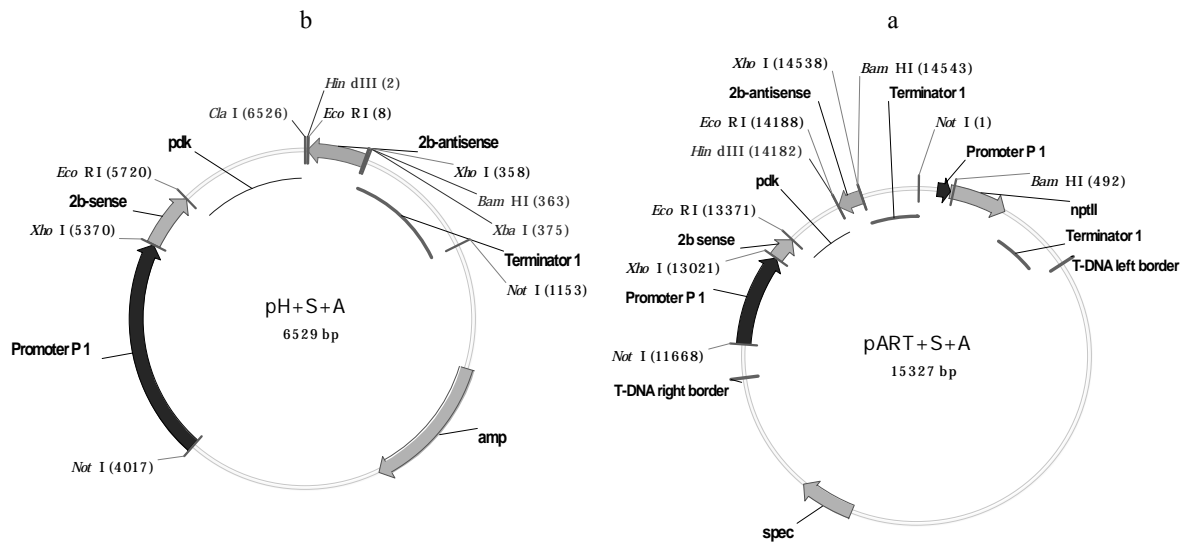 b
Hin dIII (2)
Cla I (6526)
Eco RI (8)
pdk
2b-antisense
Eco RI (5720)
Xho I (358)
2b-sense
Bam HI (363)
Xho I (5370)
Xba I (375)
Terminator 1
Not I (1153)
pH+S+A
6529 bp
Promoter P 1
amp
Not I (4017)
a
Xho I (14538)
Bam HI (14543)
2b-antisense
Terminator 1
Eco RI (14188)
Not I (1)
Hin dIII (14182)
Promoter P 1
pdk
Bam HI (492)
Eco RI (13371)
nptII
2b sense
Terminator 1
Xho I (13021)
T-DNA left border
Promoter P 1
pART+S+A
15327 bp
Not I (11668)
T-DNA right border
spec